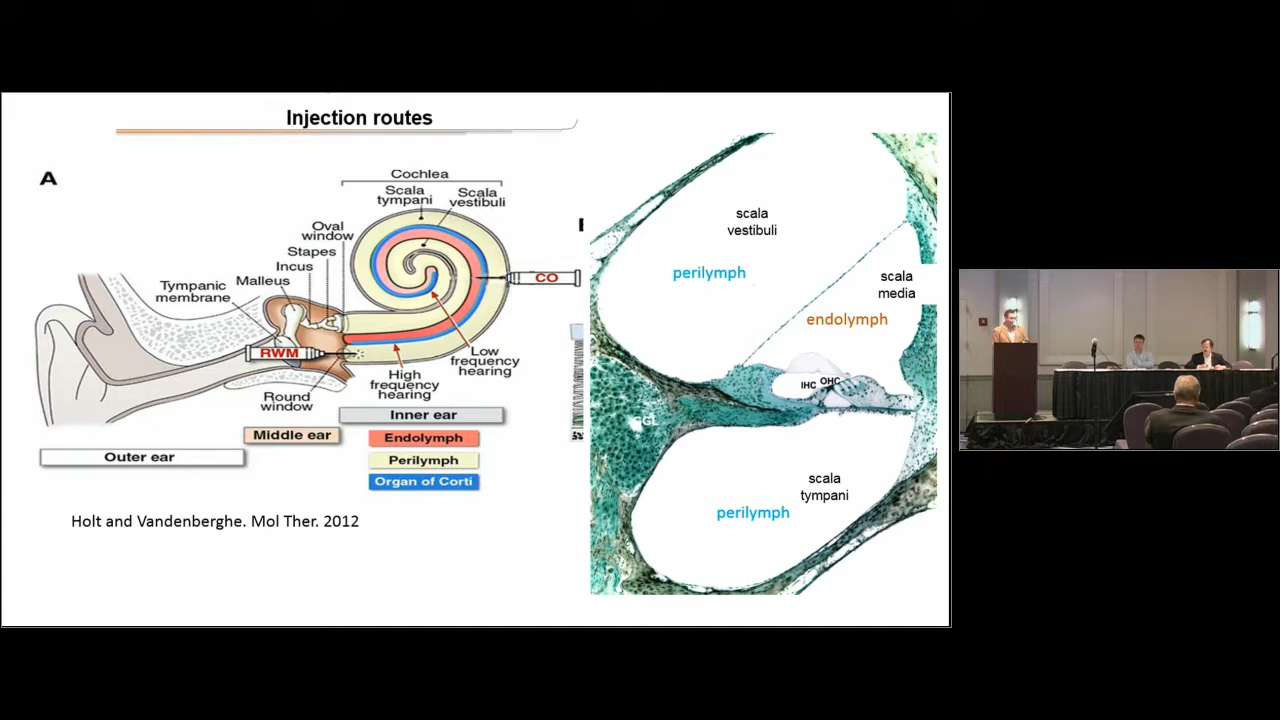 Injection routes
A
Cochlea
Scala
tympani
Scala
vestibuli
Oval
window
Stapes
Incus
Malleus
Tympanic
membrane
CO
RWM
Low
frequency
hearing
High
frequency
hearing
Round
window
Inner ear
Middle ear
Endolymph
Outer ear
Perilymph
Organ of Corti
Holt and Vandenberghe. Mol Ther. 2012
scala
vestibuli
perilymph
scala
media
endolymph
IHC
OHC
scala
tympani
perilymph